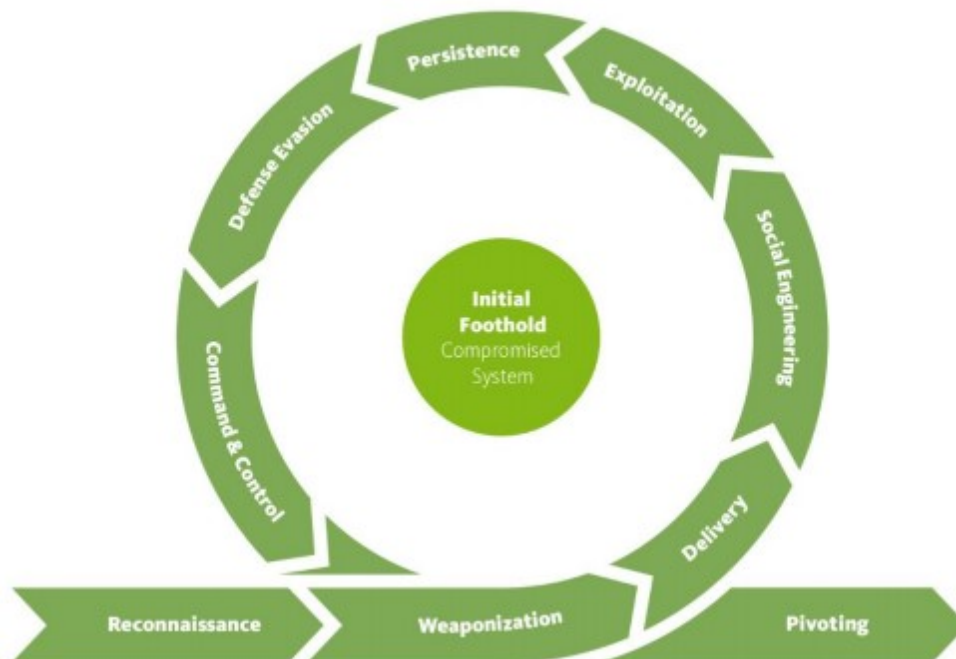 Persistence
Exploitation
Defense Evasion
Social Engineering
Initial
Foothold
Compromised
System
Command & Control
Delivery
Reconnaissance
Weaponization
Pivoting